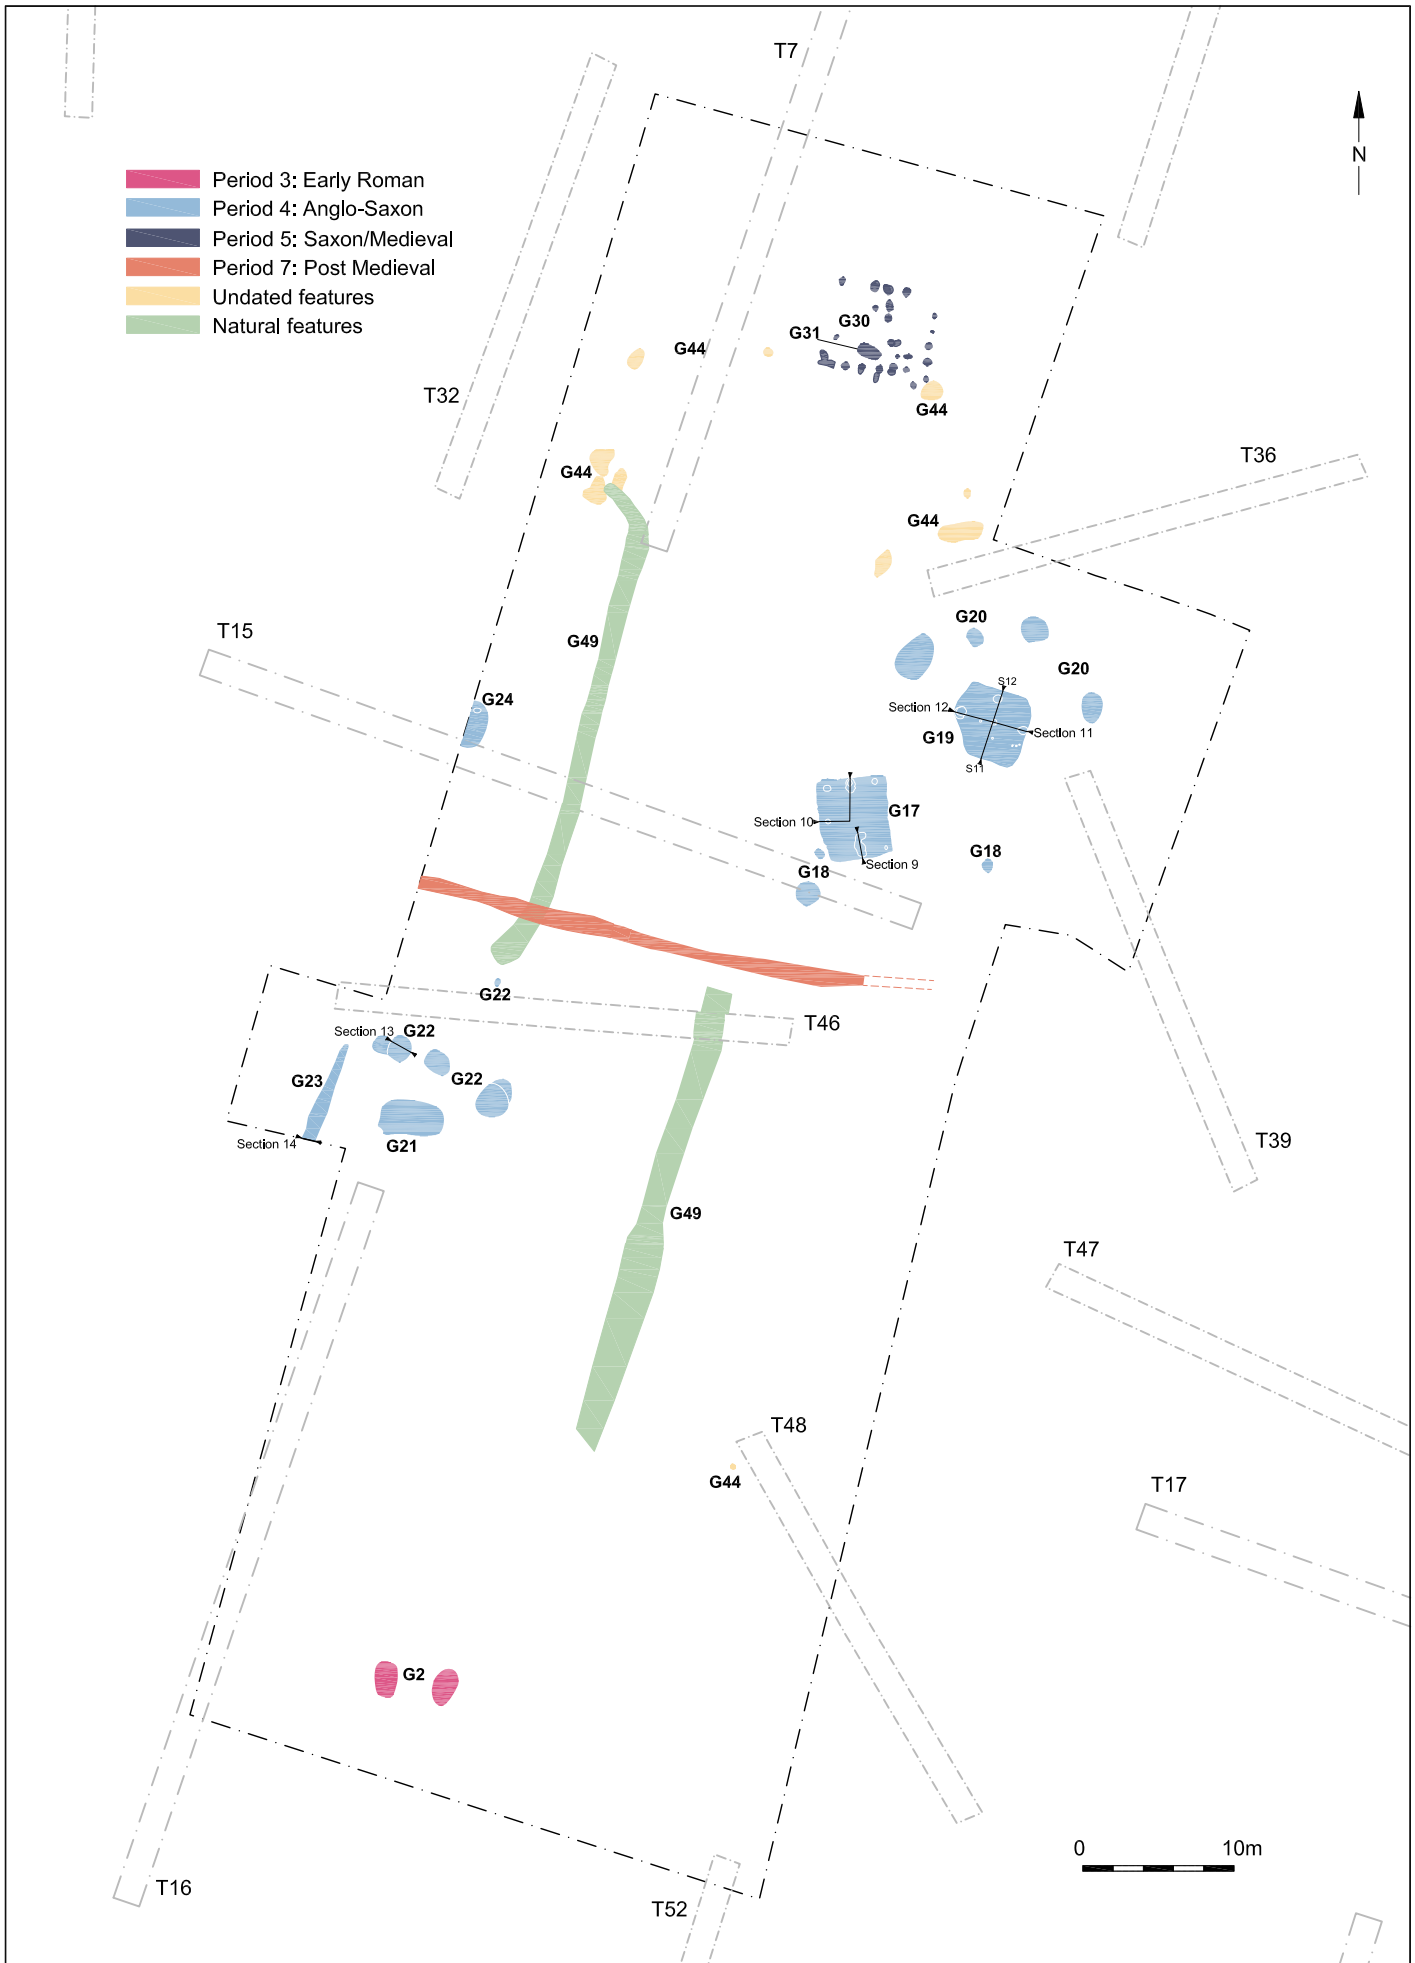 T7
N
Period 3: Early Roman
Period 4: Anglo-Saxon
Period 5: Saxon/Medieval
Period 7: Post Medieval
Undated features
Natural features
G30
G31
G44
T32
G44
G44
T36
G44
G20
T15
G49
G20
S12
G24
Section 12
Section 11
G19
S11
G17
Section 10
G18
Section 9
G18
G22
T46
Section 13
G22
G23
G22
T39
Section 14
G21
G49
T47
T48
G44
T17
G2
0 10m
T16
T52